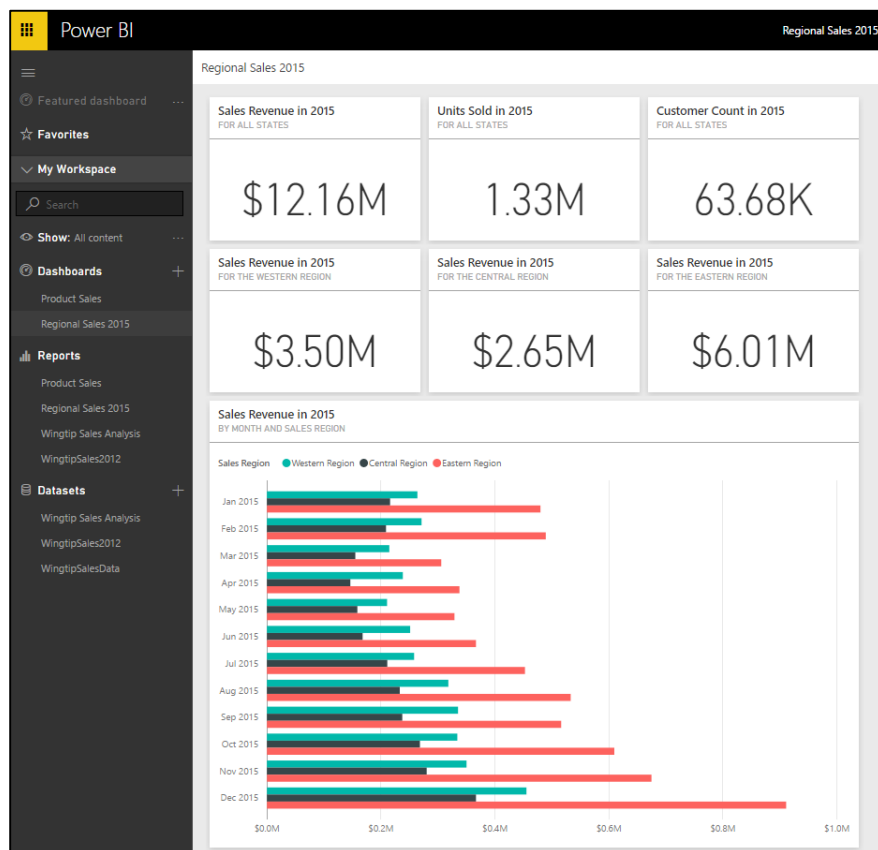 Power BI
Regional Sales 2015
Featured dashboard ...
Favorites
My Workspace
Search
Show: All content ...
Dashboards +
Product Sales
Regional Sales 2015
Reports
Product Sales
Regional Sales 2015
Wingtip Sales Analysis
WingtipSales2012
Datasets +
Wingtip Sales Analysis
WingtipSales2012
WingtipSalesData
Regional Sales 2015
Sales Revenue in 2015
FOR ALL STATES
$12.16M
Units Sold in 2015
FOR ALL STATES
1.33M
Customer Count in 2015
FOR ALL STATES
63.68K
Sales Revenue in 2015
FOR THE WESTERN REGION
$3.50M
Sales Revenue in 2015
FOR THE CENTRAL REGION
$2.65M
Sales Revenue in 2015
FOR THE EASTERN REGION
$6.01M
Sales Revenue in 2015
BY MONTH AND SALES REGION
Sales Region Western Region Central Region Eastern Region
Jan 2015
Feb 2015
Mar 2015
Apr 2015
May 2015
Jun 2015
Jul 2015
Aug 2015
Sep 2015
Oct 2015
Nov 2015
Dec 2015
$0.0M $0.2M $0.4M $0.6M $0.8M $1.0M